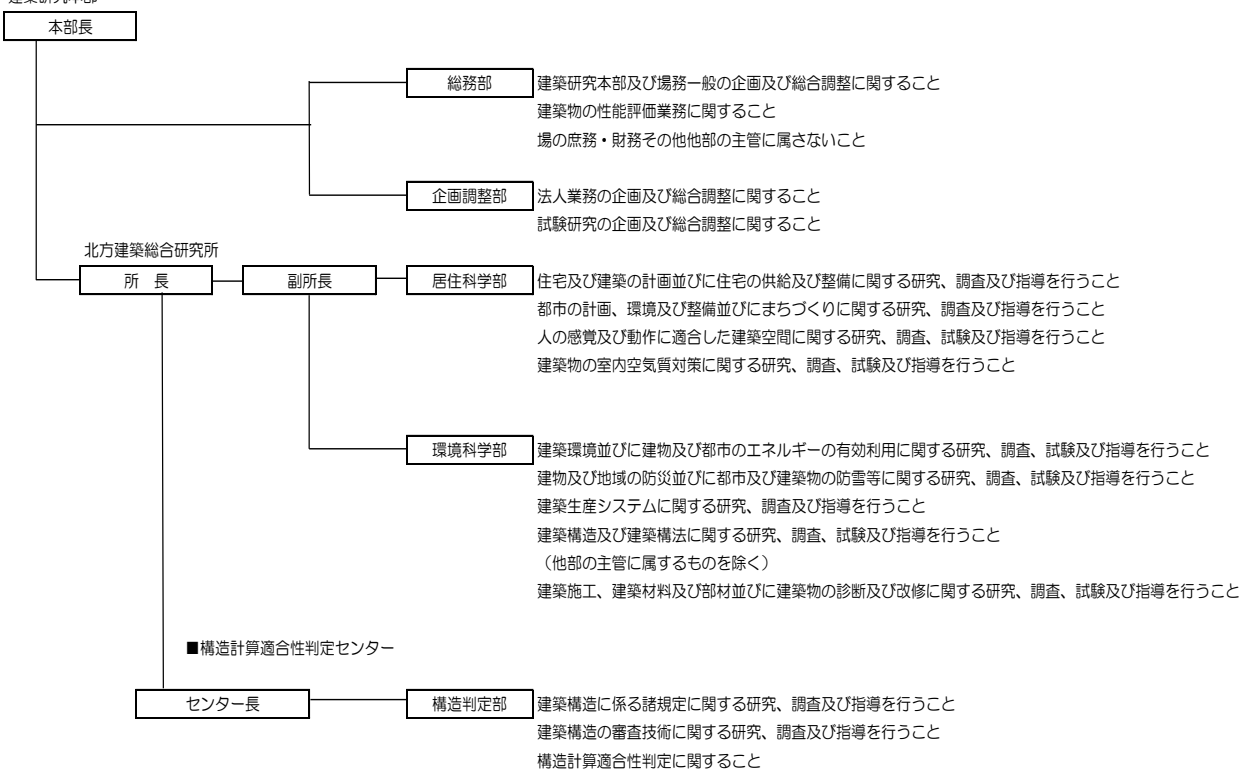 建築研究本部
本部長
総務部 建築研究本部及び場務一般の企画及び総合調整に関すること
建築物の性能評価業務に関すること
場の庶務・財務その他他部の主管に属さないこと
企画調整部 法人業務の企画及び総合調整に関すること
試験研究の企画及び総合調整に関すること
北方建築総合研究所
所 長 副所長 居住科学部 住宅及び建築の計画並びに住宅の供給及び整備に関する研究、調査及び指導を行うこと
都市の計画、環境及び整備並びにまちづくりに関する研究、調査及び指導を行うこと
人の感覚及び動作に適合した建築空間に関する研究、調査、試験及び指導を行うこと
建築物の室内空気質対策に関する研究、調査、試験及び指導を行うこと
環境科学部 建築環境並びに建物及び都市のエネルギーの有効利用に関する研究、調査、試験及び指導を行うこと
建物及び地域の防災並びに都市及び建築物の防雪等に関する研究、調査、試験及び指導を行うこと
建築生産システムに関する研究、調査及び指導を行うこと
建築構造及び建築構法に関する研究、調査、試験及び指導を行うこと
（他部の主管に属するものを除く）
建築施工、建築材料及び部材並びに建築物の診断及び改修に関する研究、調査、試験及び指導を行うこと
■構造計算適合性判定センター
センター長 構造判定部 建築構造に係る諸規定に関する研究、調査及び指導を行うこと
建築構造の審査技術に関する研究、調査及び指導を行うこと
構造計算適合性判定に関すること